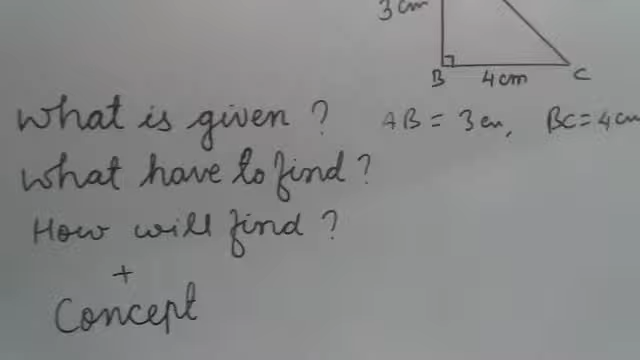 3 cm
B 4 cm C
What is given ? AB = 3 cm, BC = 4 cm
What have to find ?
How will find ?
+
Concept